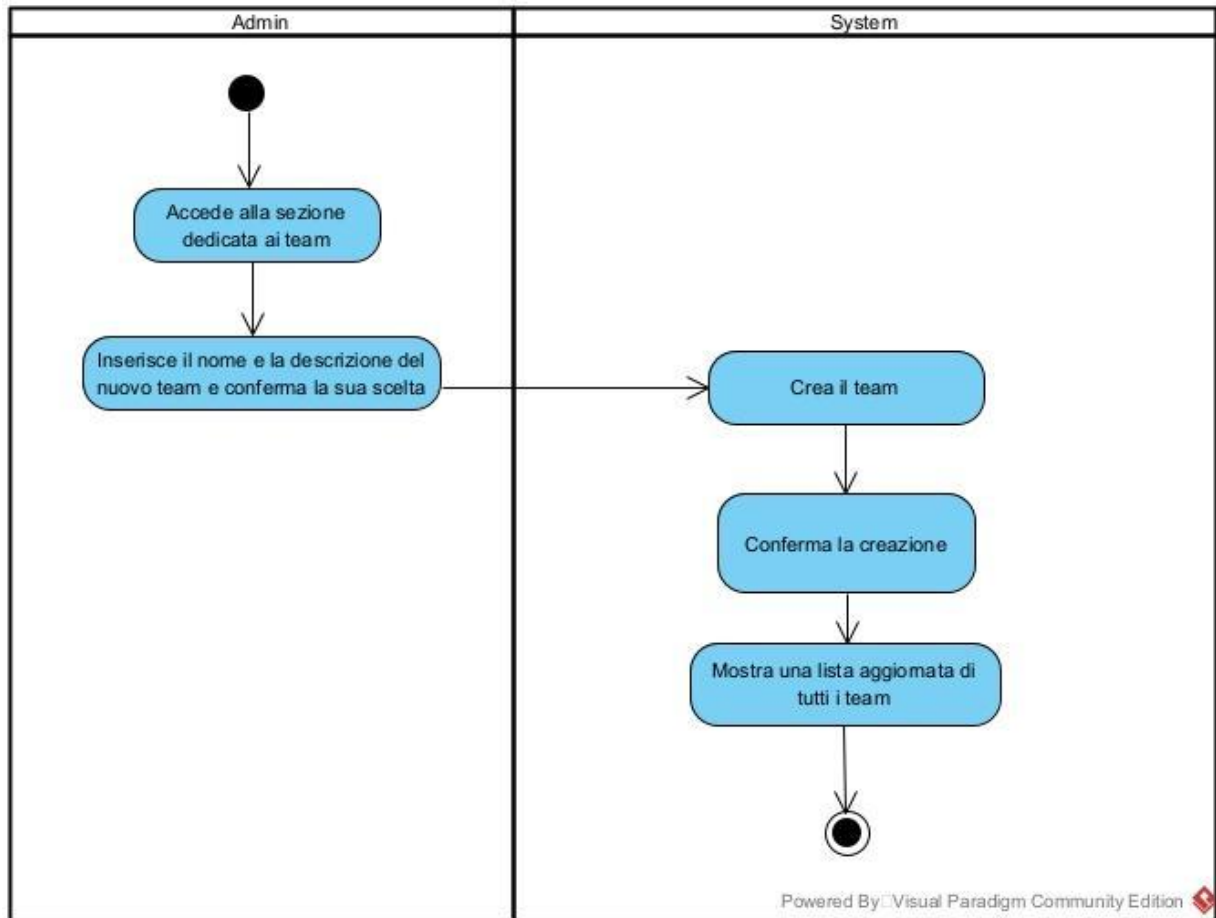 Admin
System
Accede alla sezione
dedicata ai team
Inserisce il nome e la descrizione del
nuovo team e conferma la sua scelta
Crea il team
Conferma la creazione
Mostra una lista aggiornata di
tutti i team
Powered By Visual Paradigm Community Edition